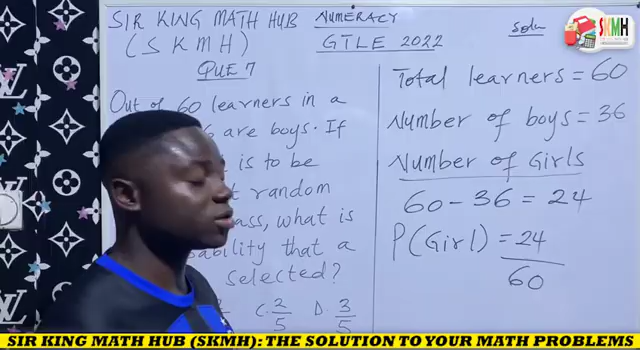 SIR KING MATH HUB NUMERACY
(SKMH) GTLE 2022
Soln
SKMH
QUE 7
Out of 60 learners in a
6 are boys. If
is to be
random
what is
that a
selected?
C. 2/5 D. 3/5
Total learners = 60
Number of boys = 36
Number of Girls
60 - 36 = 24
P(Girl) = 24
60
SIR KING MATH HUB (SKMH): THE SOLUTION TO YOUR MATH PROBLEMS